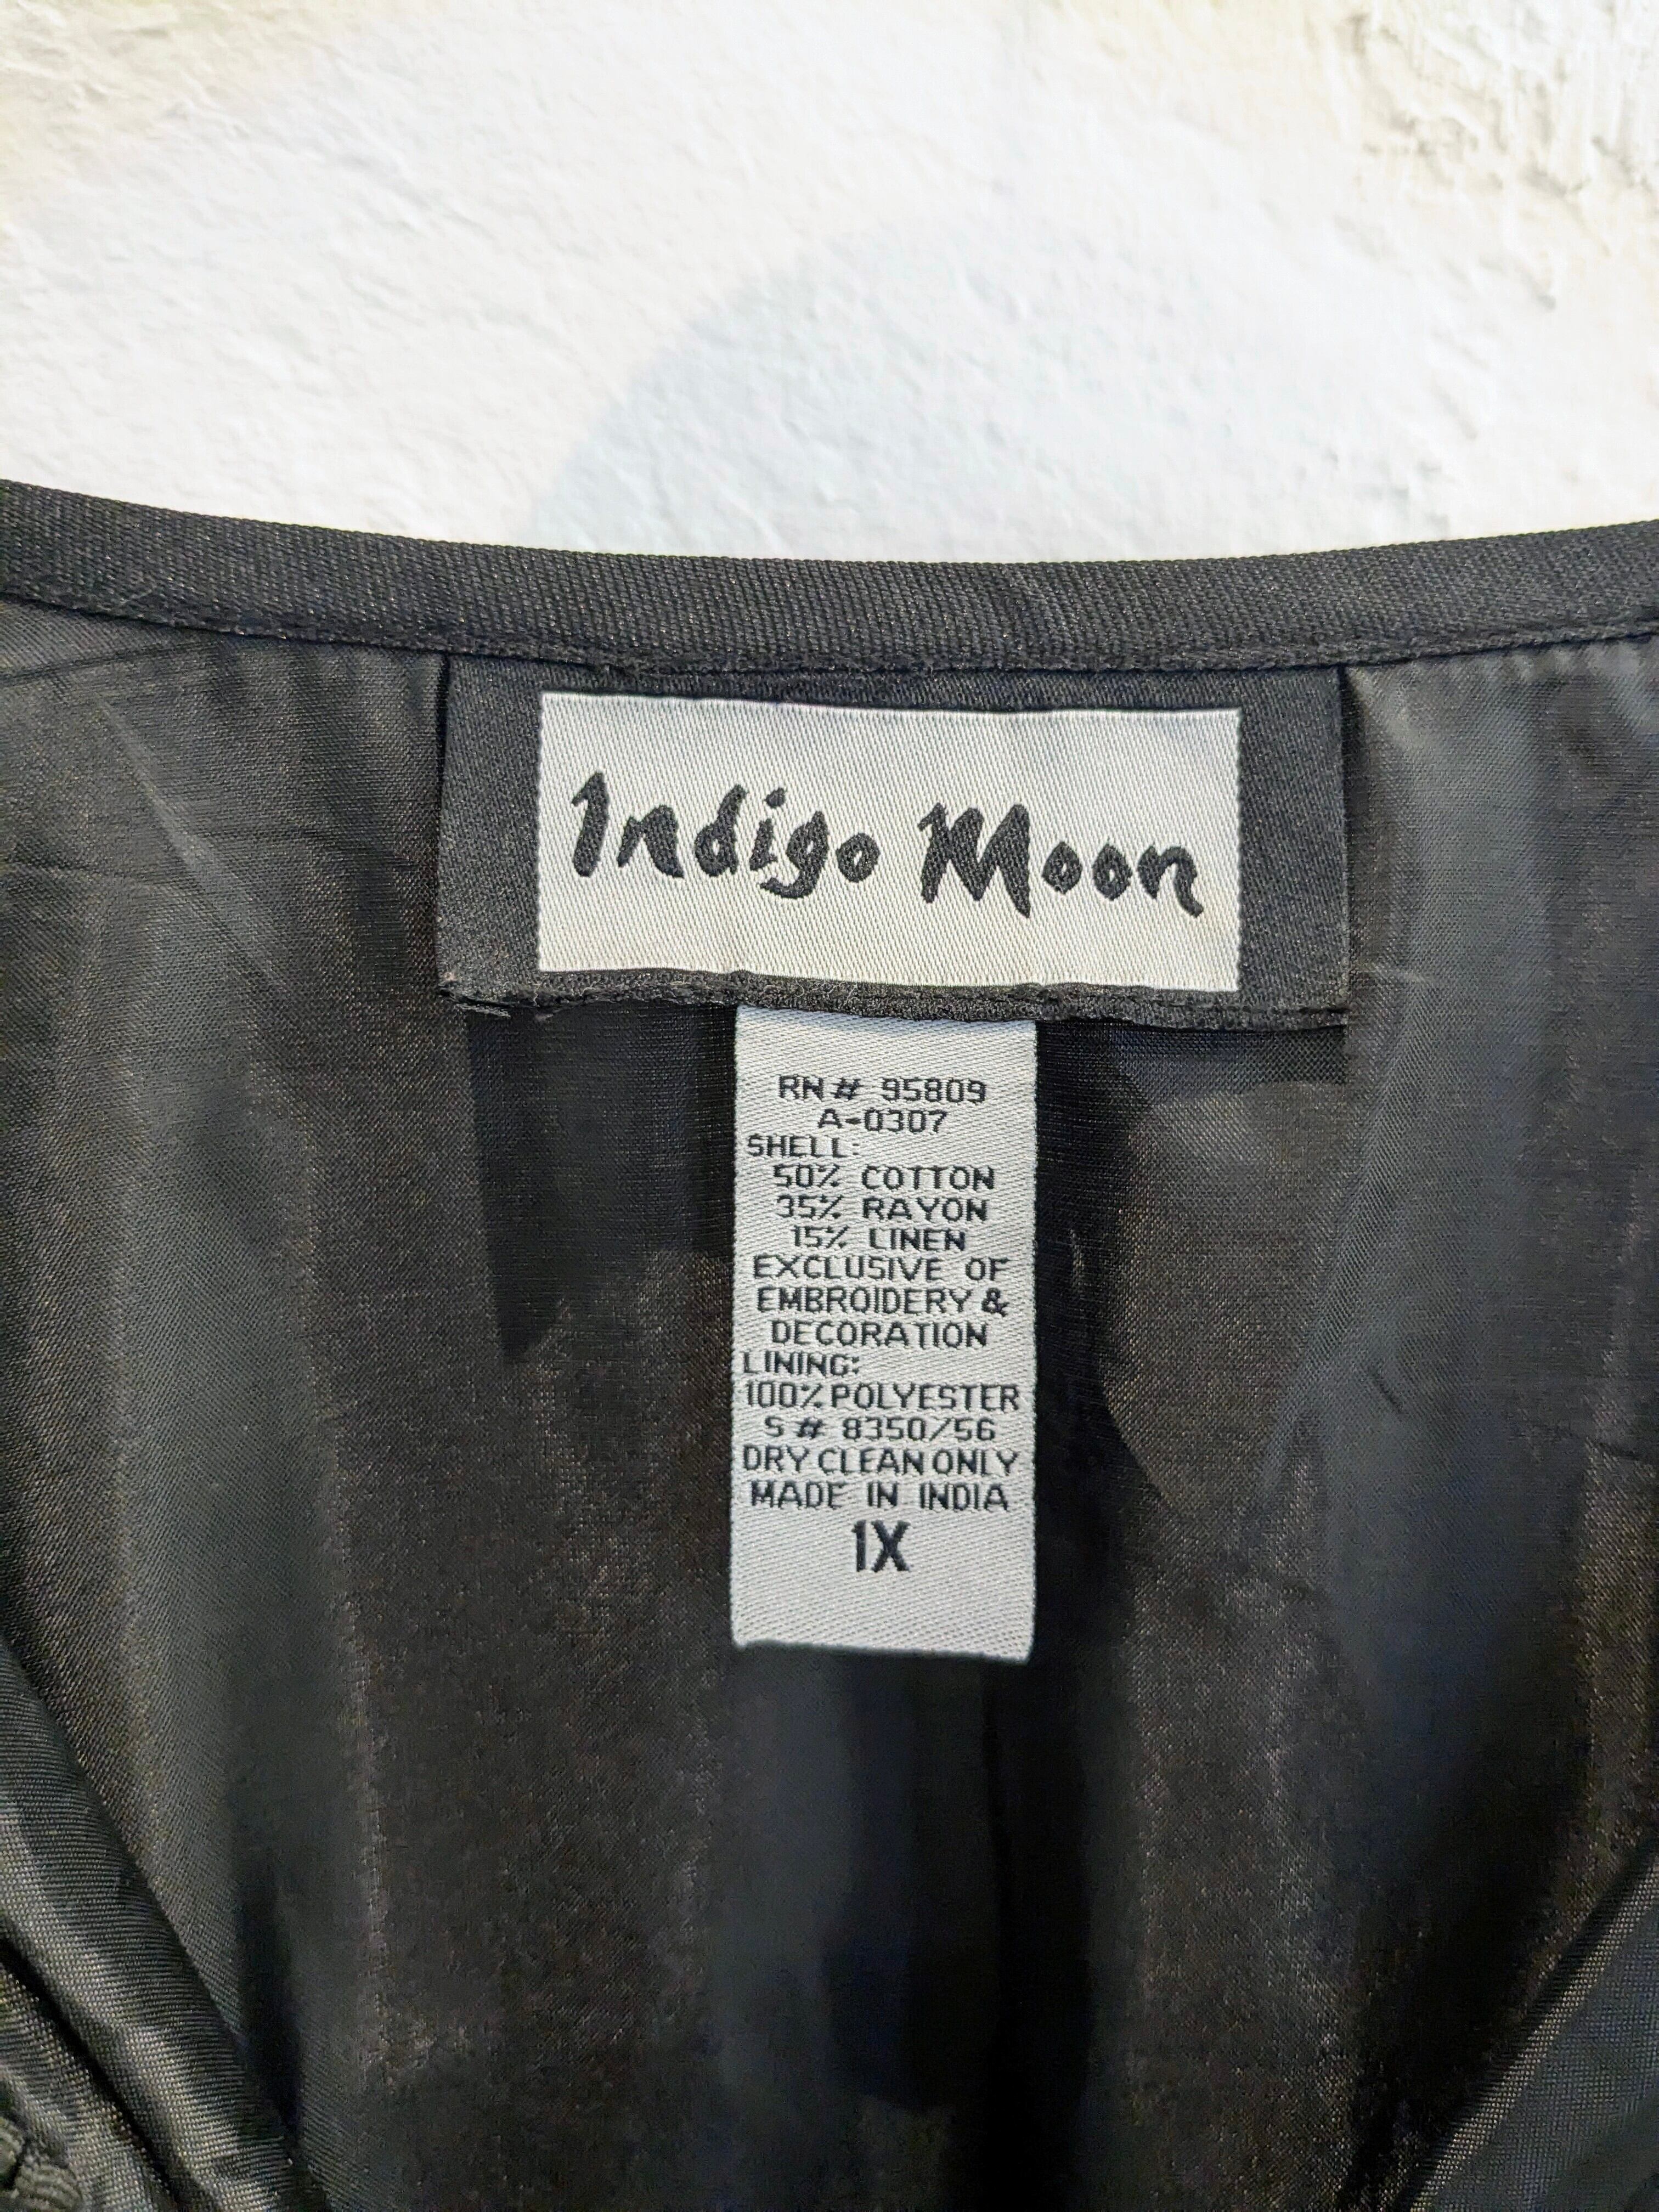 Indigo Moon
RN # 95809
A-0307
SHELL:
50% COTTON
35% RAYON
15% LINEN
EXCLUSIVE OF
EMBROIDERY &
DECORATION
LINING:
100% POLYESTER
S # 8350/56
DRY CLEAN ONLY
MADE IN INDIA
1X